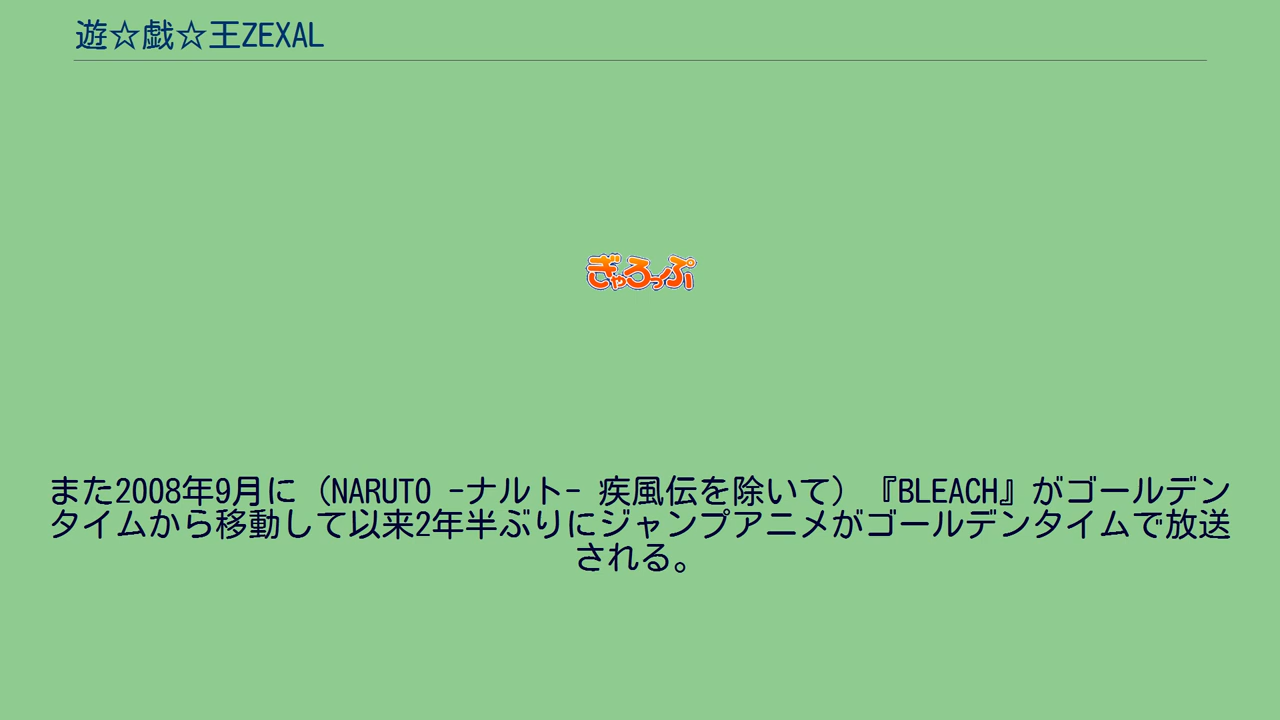 遊☆戯☆王ZEXAL
ぎゃろっぷ
また2008年9月に（NARUTO -ナルト- 疾風伝を除いて）『BLEACH』がゴールデン
タイムから移動して以来2年半ぶりにジャンプアニメがゴールデンタイムで放送
される。